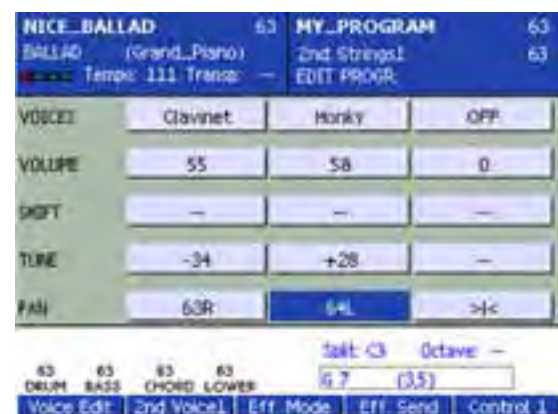 NICE_BALLAD 63 MY_PROGRAM 63
BALLAD (Grand_Piano) 2nd Strings1 63
Tempo: 111 Transp: — EDIT PROGR.
VOICES Clavinet Honky OFF
VOLUME 55 58 0
SHIFT — — —
TUNE -34 +28 —
PAN 63R 64L >|<
Split: C3 Octave: —
63 63 63 63 G 7 (3.5)
DRUM BASS CHORD LOWER
Voice Edit 2nd Voice1 Eff Mode Eff Send Control 1